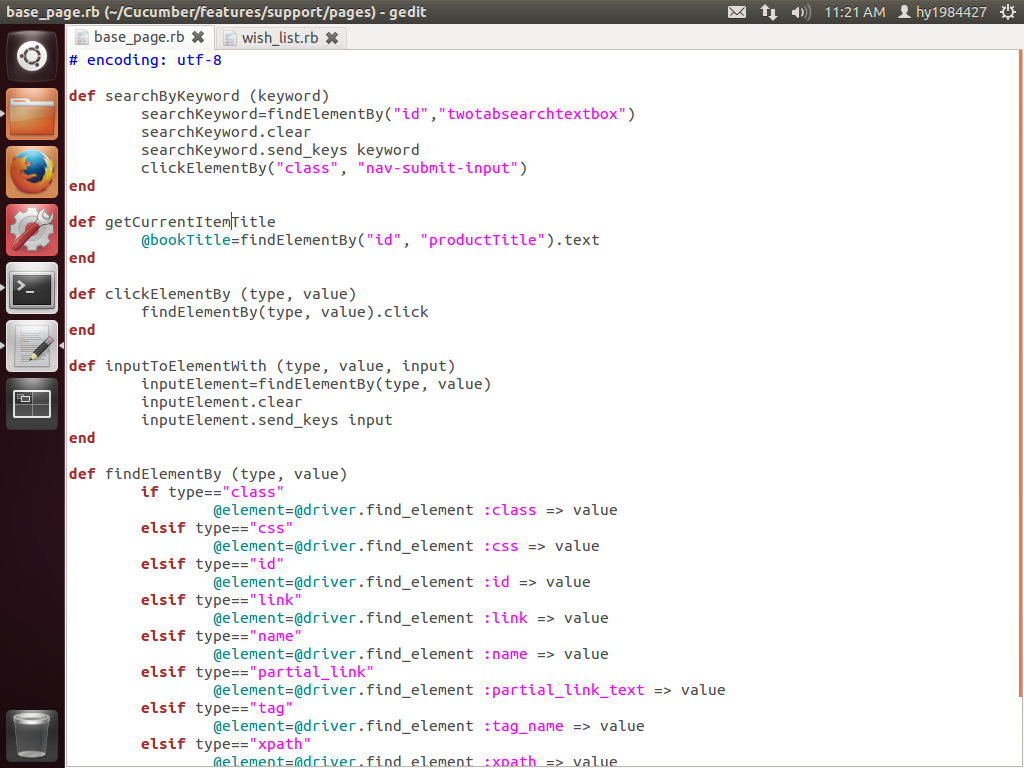 base_page.rb (~/Cucumber/features/support/pages) - gedit
11:21 AM hy1984427
base_page.rb wish_list.rb
# encoding: utf-8
def searchByKeyword (keyword)
searchKeyword=findElementBy("id","twotabsearchtextbox")
searchKeyword.clear
searchKeyword.send_keys keyword
clickElementBy("class", "nav-submit-input")
end
def getCurrentItemTitle
@bookTitle=findElementBy("id", "productTitle").text
end
def clickElementBy (type, value)
findElementBy(type, value).click
end
def inputToElementWith (type, value, input)
inputElement=findElementBy(type, value)
inputElement.clear
inputElement.send_keys input
end
def findElementBy (type, value)
if type=="class"
@element=@driver.find_element :class => value
elsif type=="css"
@element=@driver.find_element :css => value
elsif type=="id"
@element=@driver.find_element :id => value
elsif type=="link"
@element=@driver.find_element :link => value
elsif type=="name"
@element=@driver.find_element :name => value
elsif type=="partial_link"
@element=@driver.find_element :partial_link_text => value
elsif type=="tag"
@element=@driver.find_element :tag_name => value
elsif type=="xpath"
@element=@driver.find_element :xpath => value